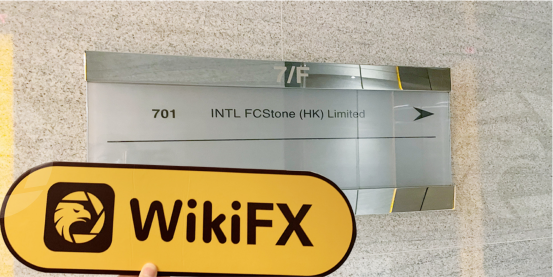 7/F
701 INTL FCStone (HK) Limited
WikiFX